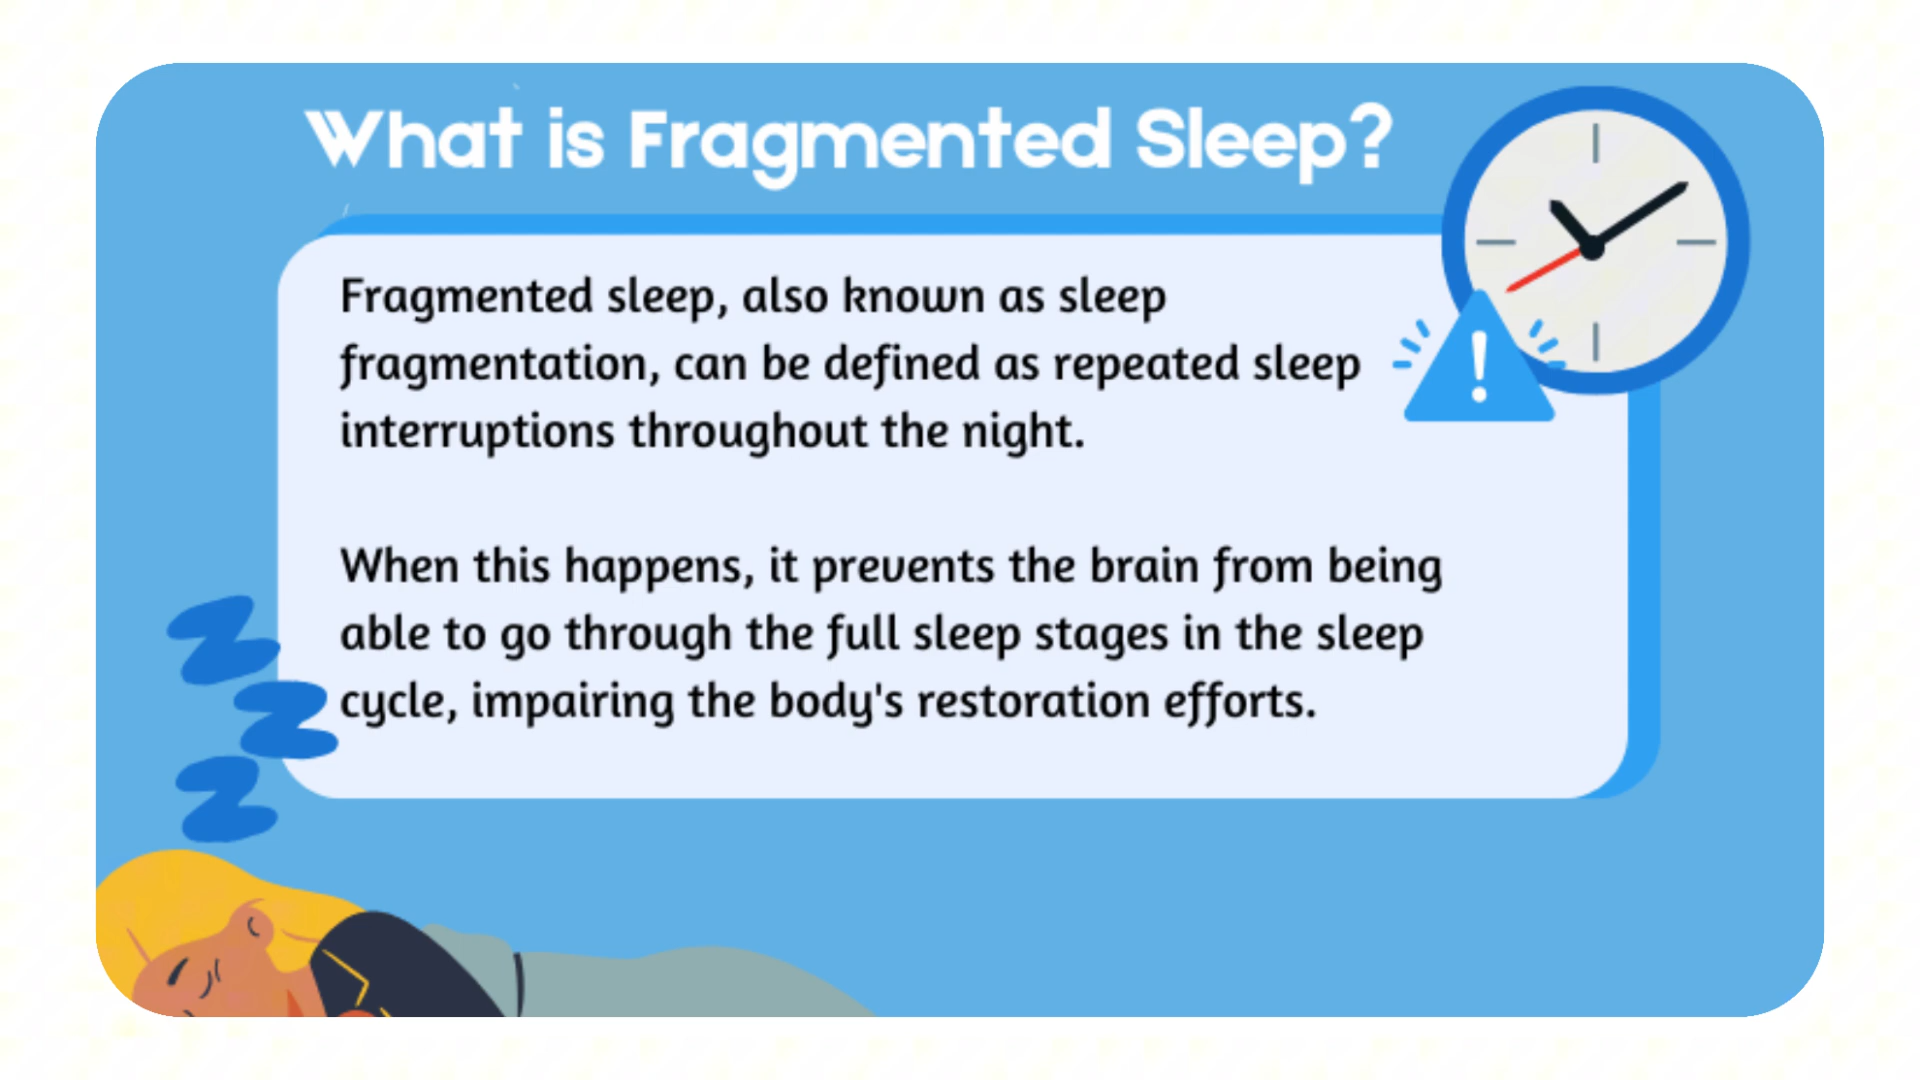 What is Fragmented Sleep?
Fragmented sleep, also known as sleep
fragmentation, can be defined as repeated sleep
interruptions throughout the night.
When this happens, it prevents the brain from being
able to go through the full sleep stages in the sleep
cycle, impairing the body's restoration efforts.